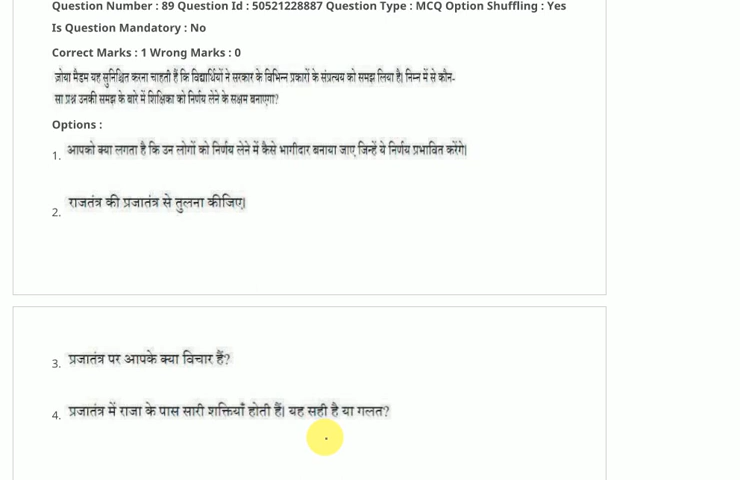 Question Number : 89 Question Id : 50521228887 Question Type : MCQ Option Shuffling : Yes
Is Question Mandatory : No
Correct Marks : 1 Wrong Marks : 0
ज़ोया मैडम यह सुनिश्चित करना चाहती हैं कि विद्यार्थियों ने सरकार के विभिन्न प्रकारों के संप्रत्यय को समझ लिया है। निम्न में से कौन-
सा प्रश्न उनकी समझ के बारे में शिक्षिका को निर्णय लेने के सक्षम बनाएगा?
Options :
1. आपको क्या लगता है कि उन लोगों को निर्णय लेने में कैसे भागीदार बनाया जाए जिन्हें ये निर्णय प्रभावित करेंगे।
2. राजतंत्र की प्रजातंत्र से तुलना कीजिए।
3. प्रजातंत्र पर आपके क्या विचार हैं?
4. प्रजातंत्र में राजा के पास सारी शक्तियाँ होती हैं। यह सही है या गलत?